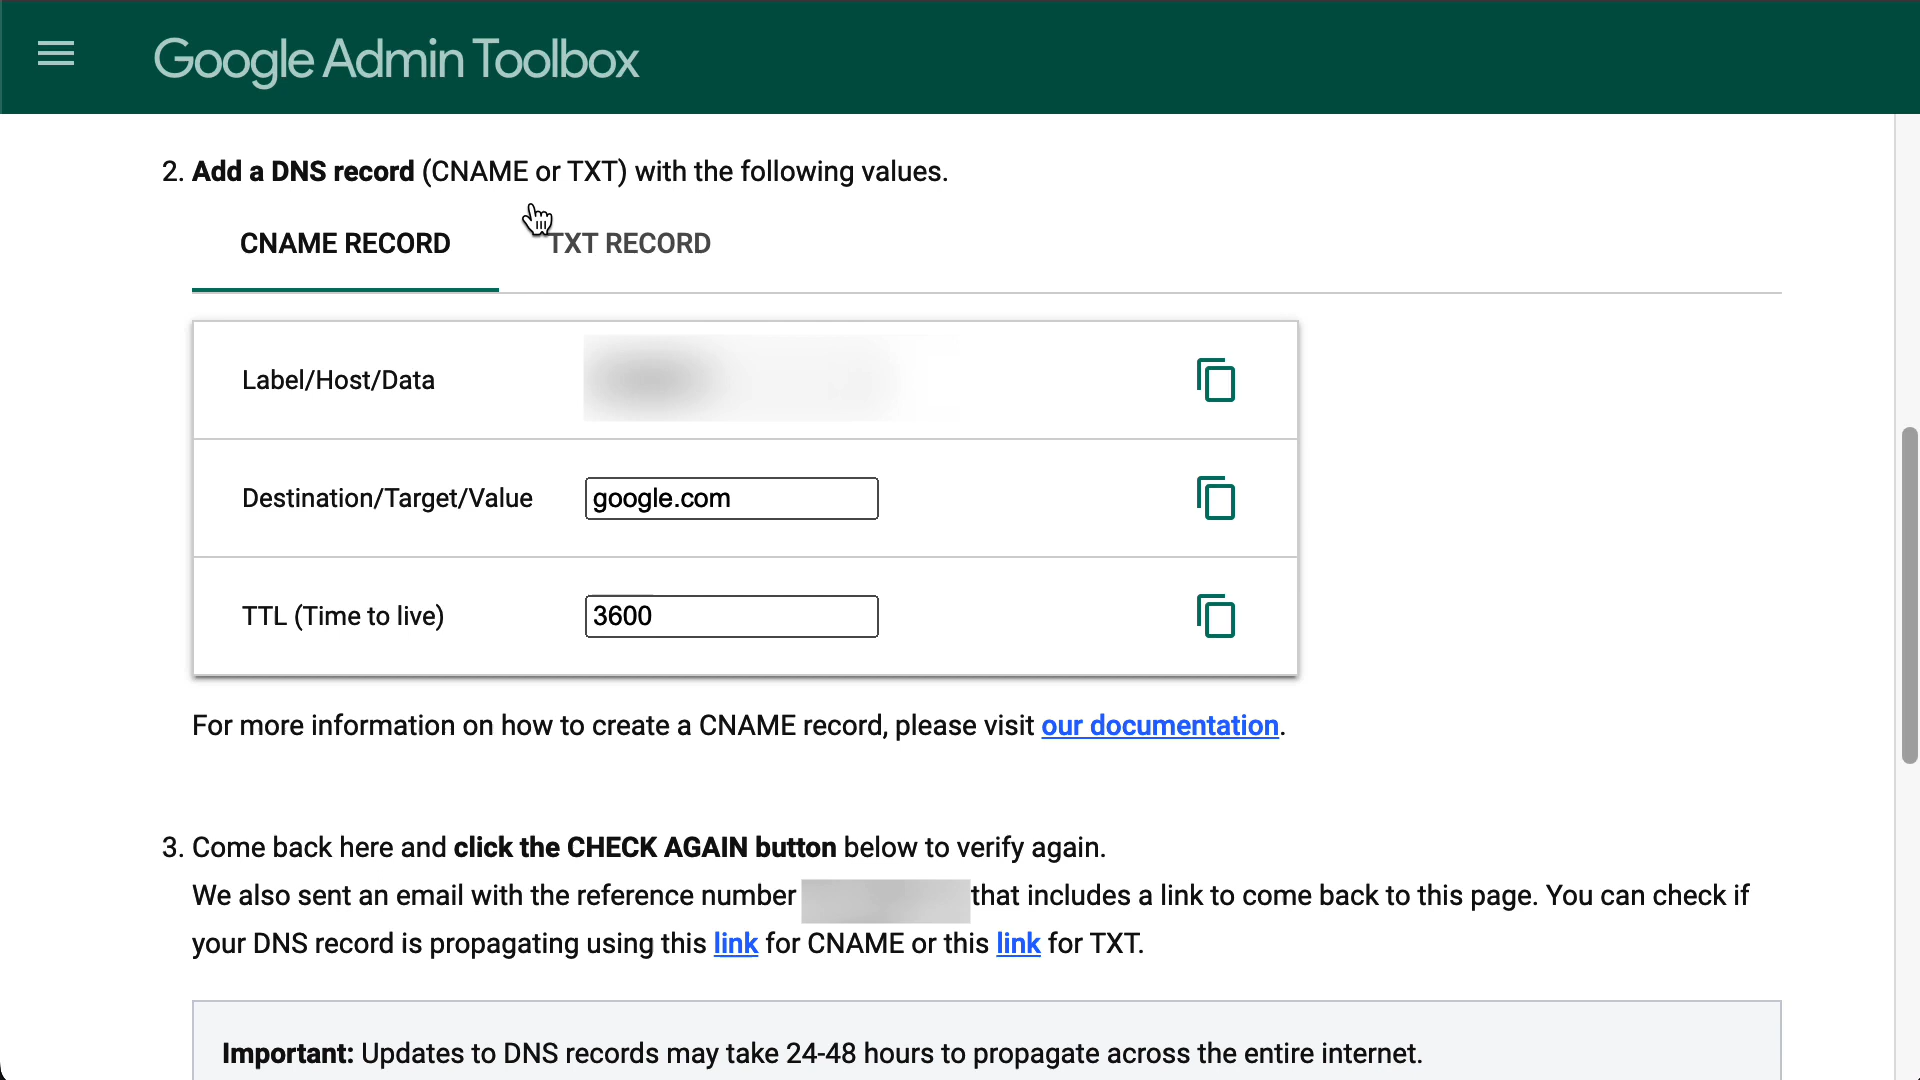 Google Admin Toolbox
2. Add a DNS record (CNAME or TXT) with the following values.
CNAME RECORD
TXT RECORD
Label/Host/Data
Destination/Target/Value
google.com
TTL (Time to live)
3600
For more information on how to create a CNAME record, please visit our documentation.
3. Come back here and click the CHECK AGAIN button below to verify again.
We also sent an email with the reference number that includes a link to come back to this page. You can check if
your DNS record is propagating using this link for CNAME or this link for TXT.
Important: Updates to DNS records may take 24-48 hours to propagate across the entire internet.